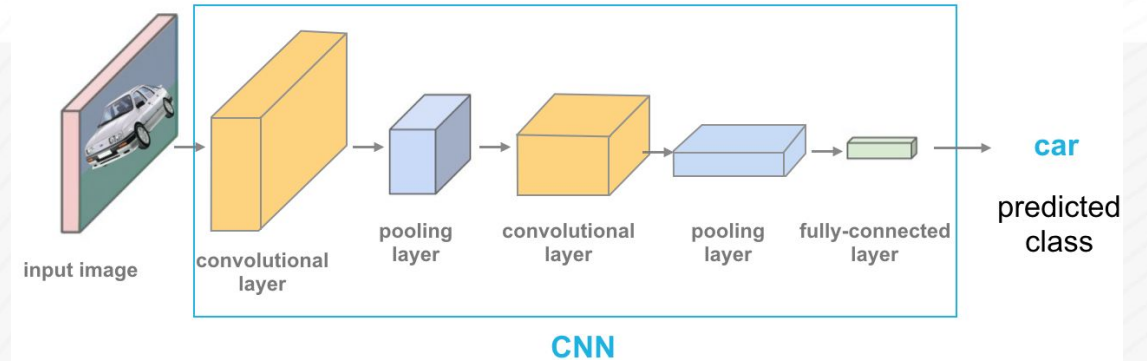 input image
convolutional
layer
pooling
layer
convolutional
layer
pooling
layer
fully-connected
layer
car
predicted
class
CNN